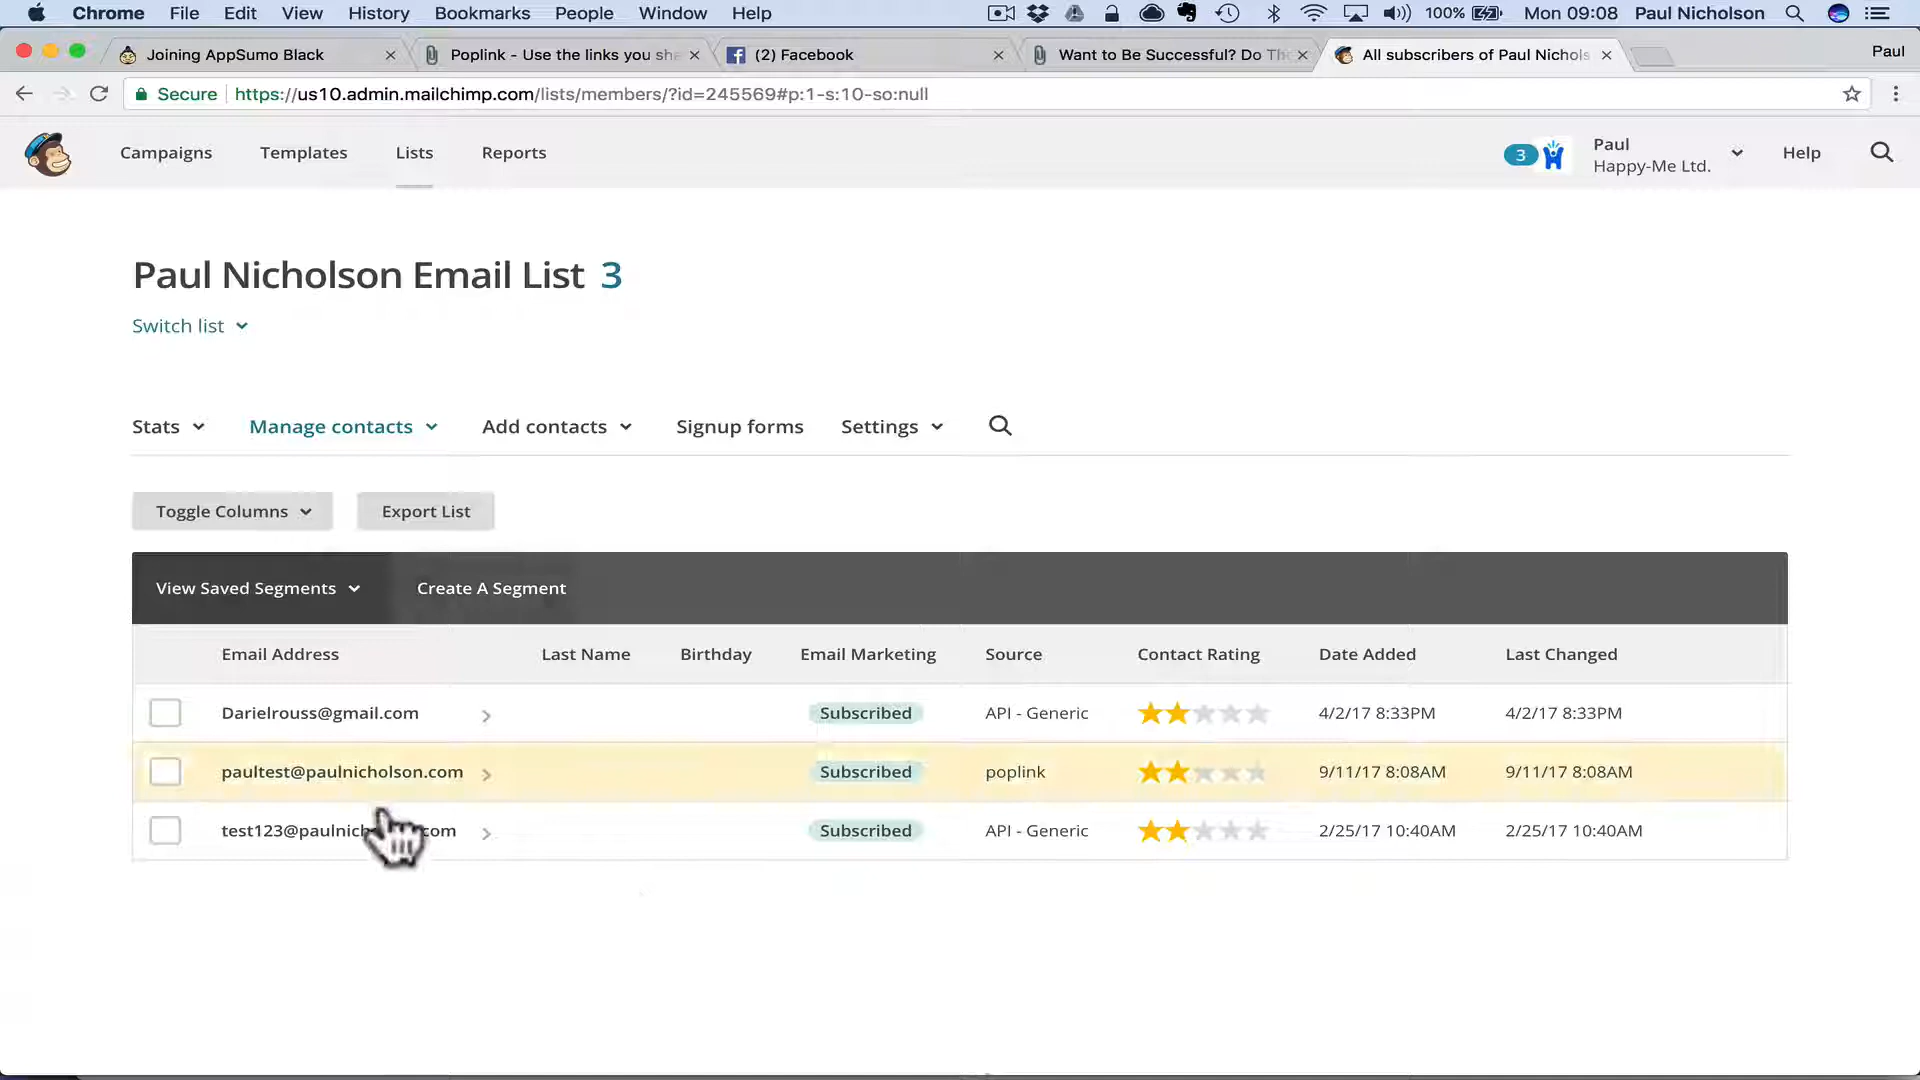 Chrome File Edit View History Bookmarks People Window Help 100% Mon 09:08 Paul Nicholson
Joining AppSumo Black Poplink - Use the links you sha (2) Facebook Want to Be Successful? Do Th All subscribers of Paul Nichols Paul
Secure https://us10.admin.mailchimp.com/lists/members/?id=245569#p:1-s:10-so:null
Campaigns Templates Lists Reports 3 Paul Help
Happy-Me Ltd.
Paul Nicholson Email List 3
Switch list
Stats Manage contacts Add contacts Signup forms Settings
Toggle Columns Export List
View Saved Segments Create A Segment
Email Address Last Name Birthday Email Marketing Source Contact Rating Date Added Last Changed
Darielrouss@gmail.com Subscribed API - Generic 4/2/17 8:33PM 4/2/17 8:33PM
paultest@paulnicholson.com Subscribed poplink 9/11/17 8:08AM 9/11/17 8:08AM
test123@paulnich com Subscribed API - Generic 2/25/17 10:40AM 2/25/17 10:40AM